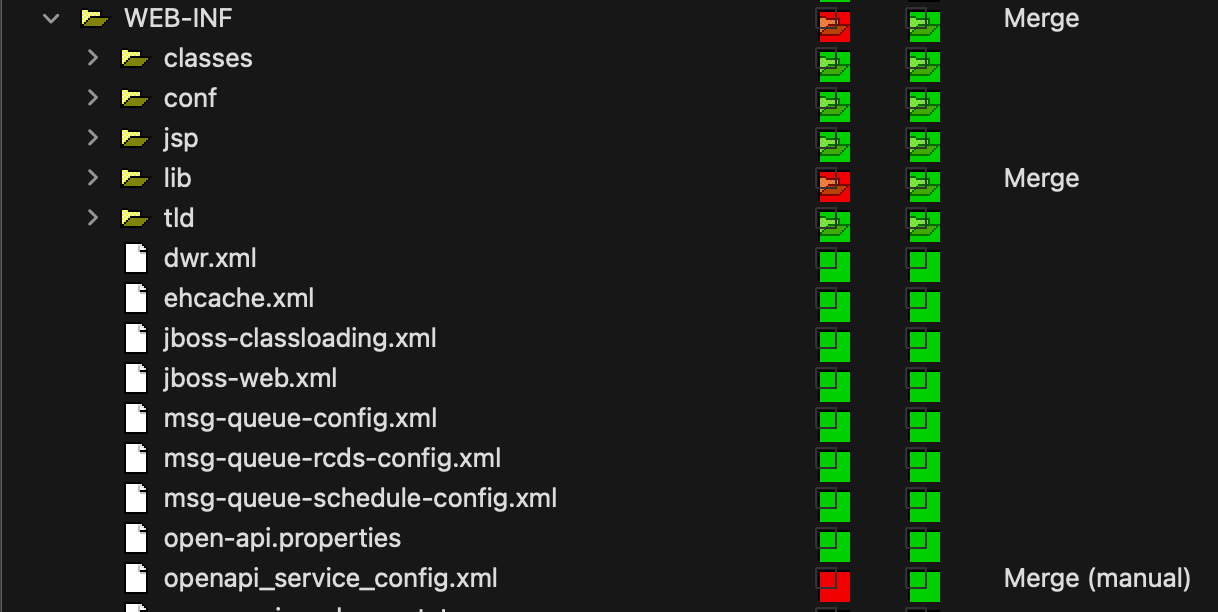 WEB-INF Merge
classes
conf
jsp
lib Merge
tld
dwr.xml
ehcache.xml
jboss-classloading.xml
jboss-web.xml
msg-queue-config.xml
msg-queue-rcds-config.xml
msg-queue-schedule-config.xml
open-api.properties
openapi_service_config.xml Merge (manual)